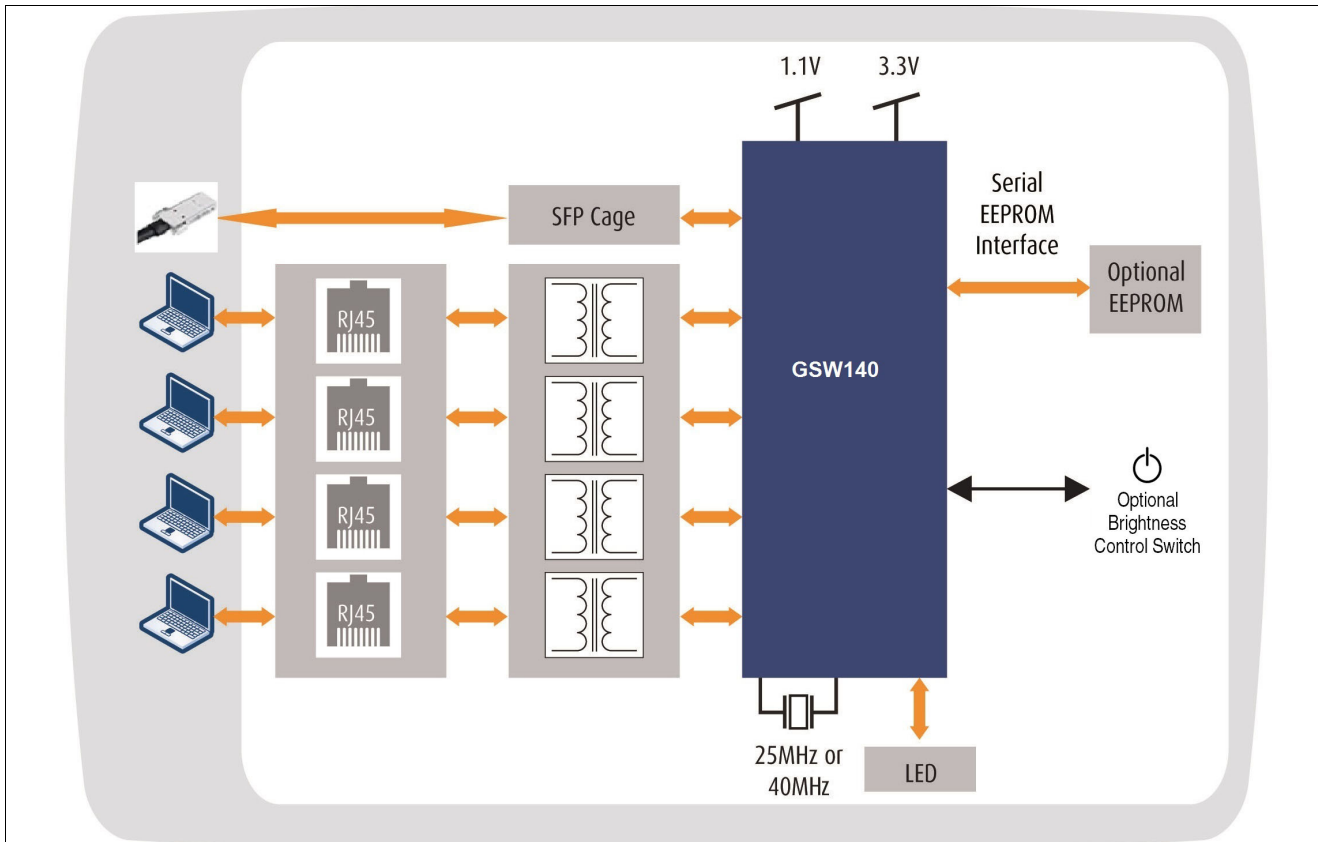 1.1V
3.3V
SFP Cage
Serial
EEPROM
Interface
Optional
EEPROM
RJ45
RJ45
RJ45
RJ45
GSW140
Optional
Brightness
Control Switch
25MHz or
40MHz
LED